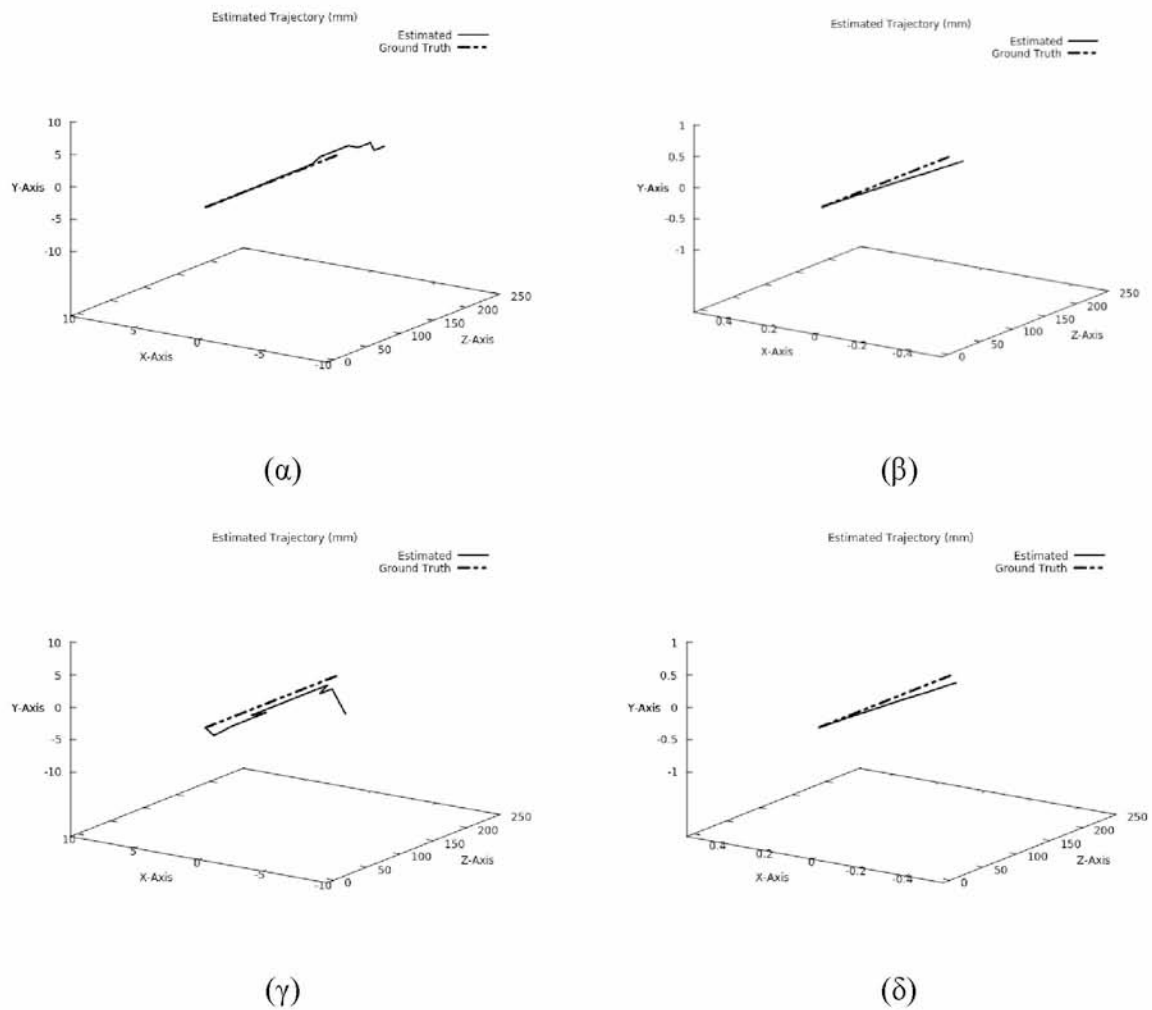 Estimated Trajectory (mm)
Estimated
Ground Truth
10
5
Y-Axis 0
-5
-10
10
5
0
-5
-10
X-Axis
0
50
100
150
200
250
Z-Axis
(α)
Estimated Trajectory (mm)
Estimated
Ground Truth
1
0.5
Y-Axis 0
-0.5
-1
0.4
0.2
0
-0.2
-0.4
X-Axis
0
50
100
150
200
250
Z-Axis
(β)
Estimated Trajectory (mm)
Estimated
Ground Truth
10
5
Y-Axis 0
-5
-10
10
5
0
-5
-10
X-Axis
0
50
100
150
200
250
Z-Axis
(γ)
Estimated Trajectory (mm)
Estimated
Ground Truth
1
0.5
Y-Axis 0
-0.5
-1
0.4
0.2
0
-0.2
-0.4
X-Axis
0
50
100
150
200
250
Z-Axis
(δ)